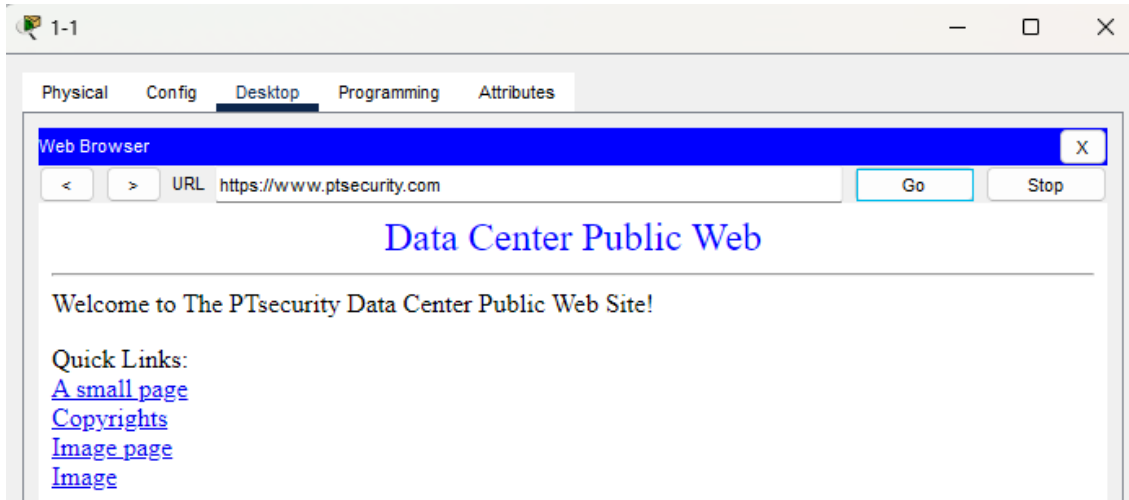 1-1
Physical Config Desktop Programming Attributes
Web Browser X
< > URL https://www.ptsecurity.com Go Stop
Data Center Public Web
Welcome to The PTsecurity Data Center Public Web Site!
Quick Links:
A small page
Copyrights
Image page
Image